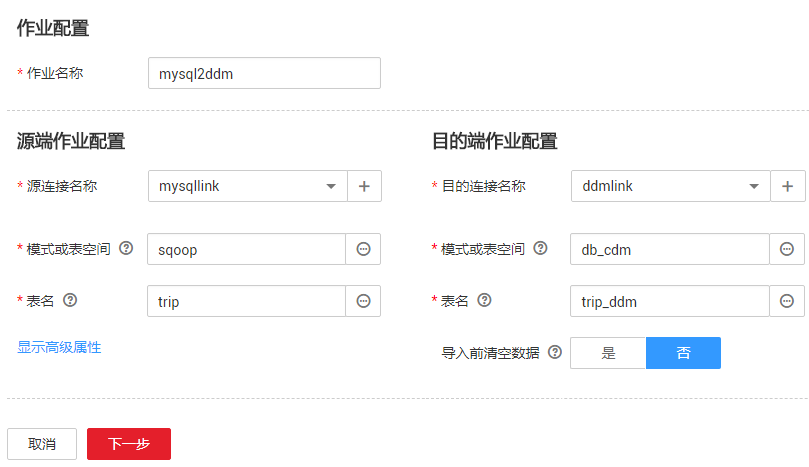 作业配置
* 作业名称 mysql2ddm
源端作业配置
* 源连接名称 mysqllink +
* 模式或表空间 ? sqoop
* 表名 ? trip
显示高级属性
目的端作业配置
* 目的连接名称 ddmlink +
* 模式或表空间 ? db_cdm
* 表名 ? trip_ddm
导入前清空数据 ? 是 否
取消 下一步